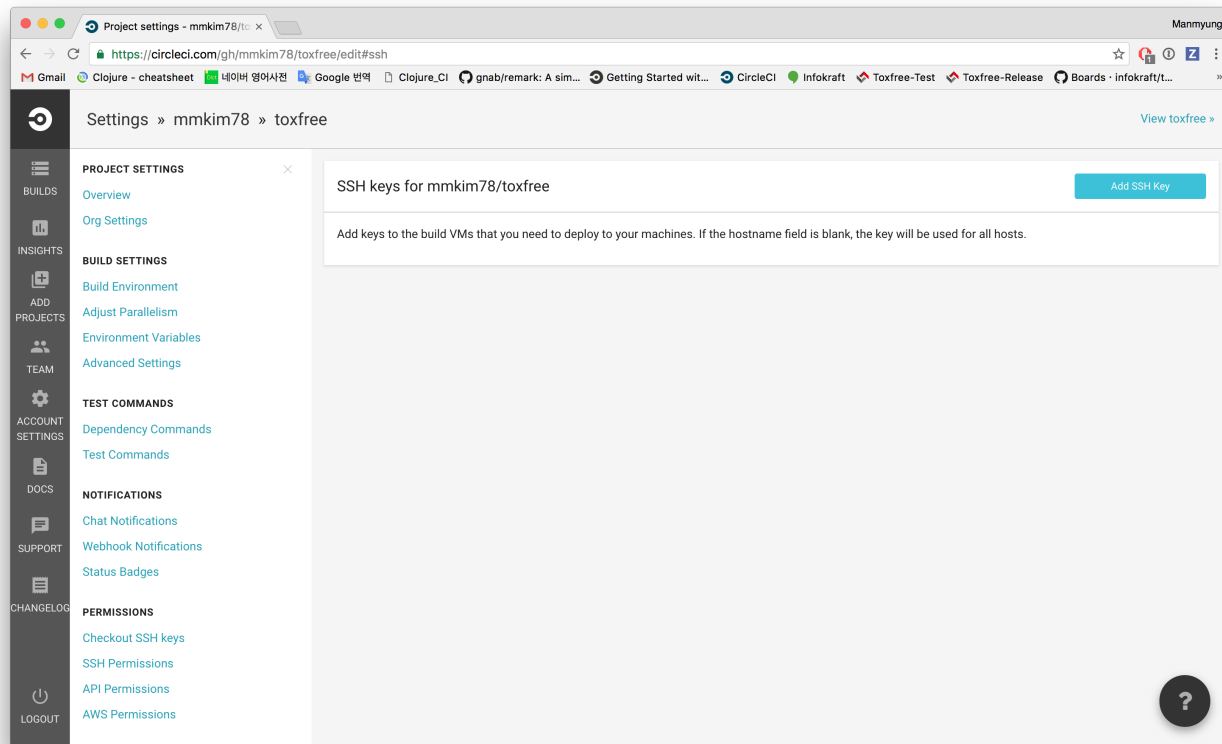 Project settings - mmkim78/to
Manmyung
https://circleci.com/gh/mmkim78/toxfree/edit#ssh
1
Z
Gmail
Clojure - cheatsheet
네이버 영어사전
Google 번역
Clojure_CI
gnab/remark: A sim...
Getting Started wit...
CircleCI
Infokraft
Toxfree-Test
Toxfree-Release
Boards · infokraft/t...
»
Settings » mmkim78 » toxfree
View toxfree »
BUILDS
INSIGHTS
ADD
PROJECTS
TEAM
ACCOUNT
SETTINGS
DOCS
SUPPORT
CHANGELOG
LOGOUT
PROJECT SETTINGS
Overview
Org Settings
BUILD SETTINGS
Build Environment
Adjust Parallelism
Environment Variables
Advanced Settings
TEST COMMANDS
Dependency Commands
Test Commands
NOTIFICATIONS
Chat Notifications
Webhook Notifications
Status Badges
PERMISSIONS
Checkout SSH keys
SSH Permissions
API Permissions
AWS Permissions
SSH keys for mmkim78/toxfree
Add SSH Key
Add keys to the build VMs that you need to deploy to your machines. If the hostname field is blank, the key will be used for all hosts.
?